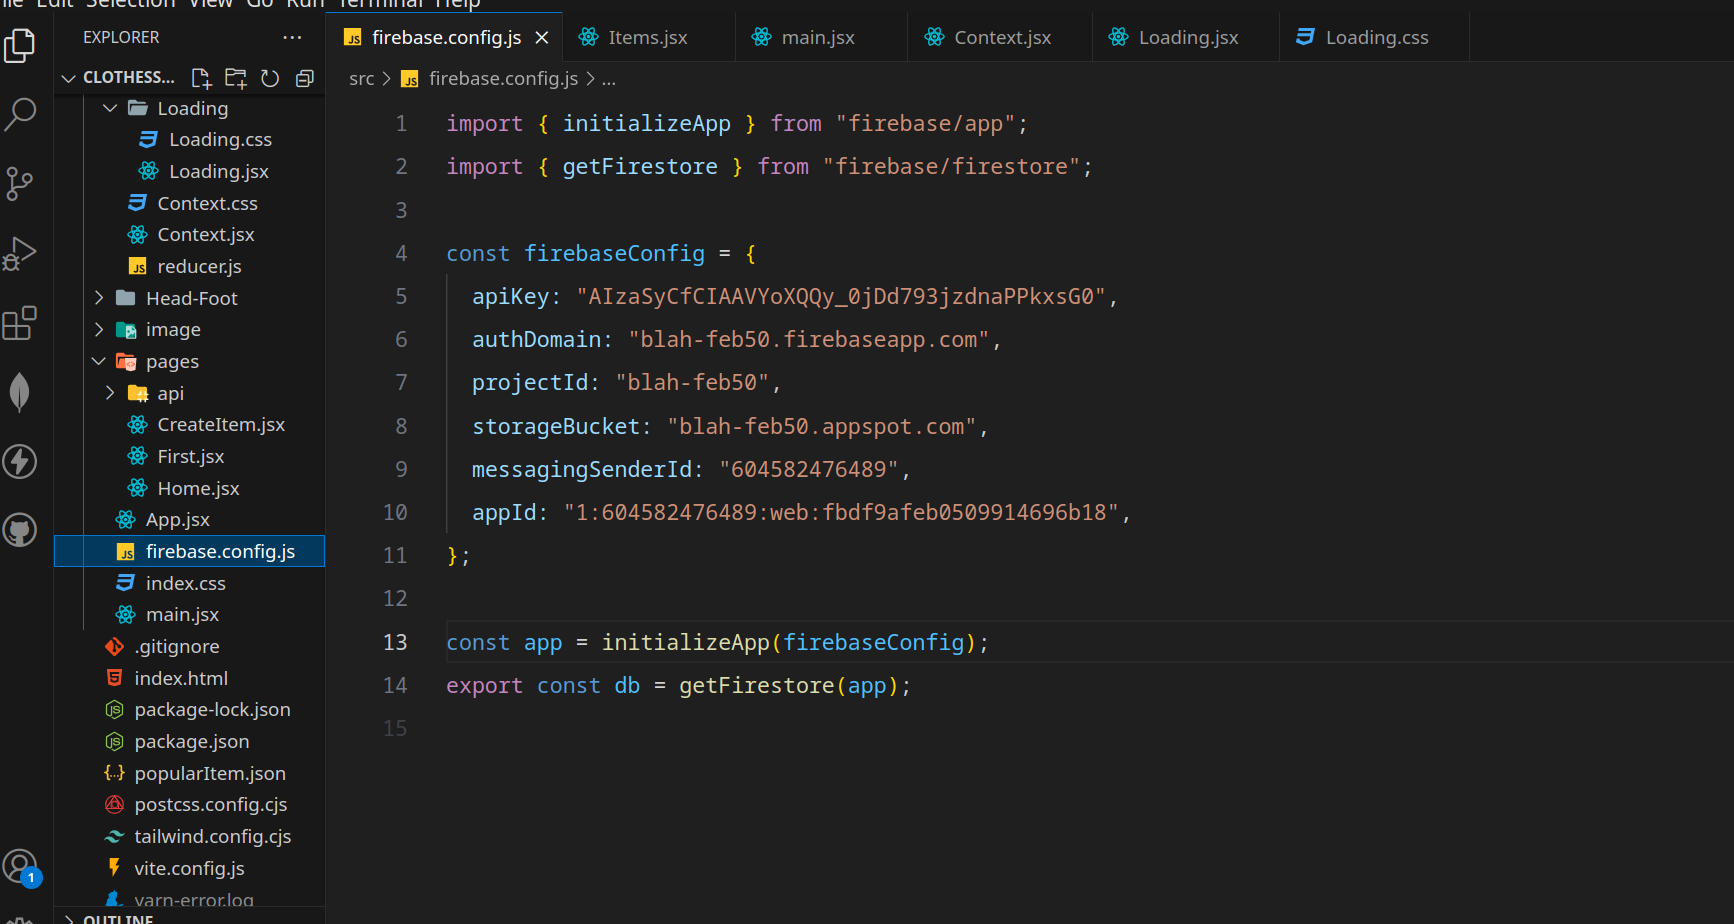 File Edit Selection View Go Run Terminal Help
EXPLORER ...
CLOTHESS...
Loading
Loading.css
Loading.jsx
Context.css
Context.jsx
reducer.js
Head-Foot
image
pages
api
CreateItem.jsx
First.jsx
Home.jsx
App.jsx
firebase.config.js
index.css
main.jsx
.gitignore
index.html
package-lock.json
package.json
popularItem.json
postcss.config.cjs
tailwind.config.cjs
vite.config.js
yarn-error.log
OUTLINE
1
firebase.config.js Items.jsx main.jsx Context.jsx Loading.jsx Loading.css
src > firebase.config.js > ...
1 import { initializeApp } from "firebase/app";
2 import { getFirestore } from "firebase/firestore";
3
4 const firebaseConfig = {
5 apiKey: "AIzaSyCfCIAAVYoXQQy_0jDd793jzdnaPPkxsG0",
6 authDomain: "blah-feb50.firebaseapp.com",
7 projectId: "blah-feb50",
8 storageBucket: "blah-feb50.appspot.com",
9 messagingSenderId: "604582476489",
10 appId: "1:604582476489:web:fbdf9afeb0509914696b18",
11 };
12
13 const app = initializeApp(firebaseConfig);
14 export const db = getFirestore(app);
15